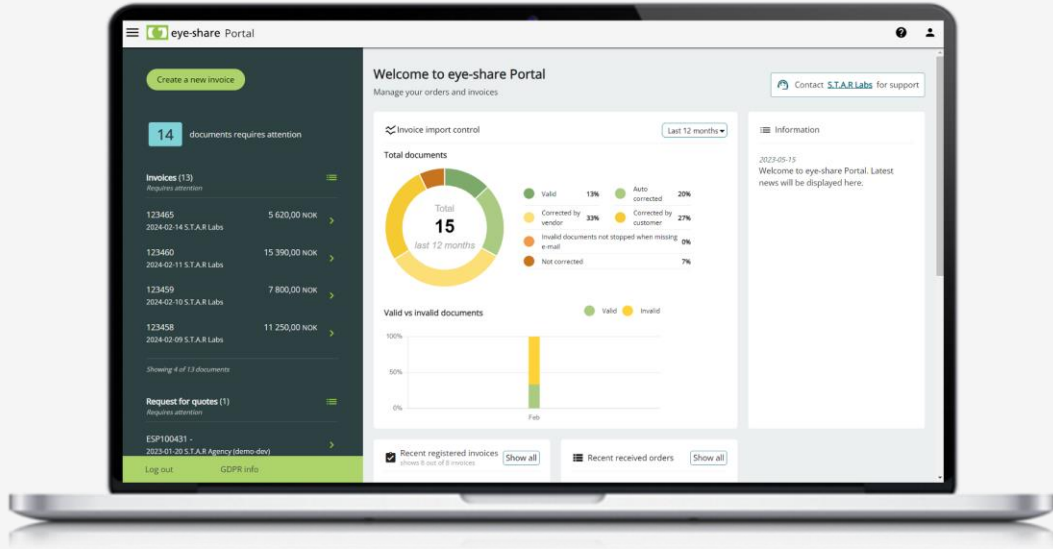 eye-share Portal
Create a new invoice
14 documents requires attention
Invoices (13)
Requires attention
123465 5 620,00 NOK
2024-02-14 S.T.A.R Labs
123460 15 390,00 NOK
2024-02-11 S.T.A.R Labs
123459 7 800,00 NOK
2024-02-10 S.T.A.R Labs
123458 11 250,00 NOK
2024-02-09 S.T.A.R Labs
Showing 4 of 13 documents
Request for quotes (1)
Requires attention
ESP100431 -
2023-01-20 S.T.A.R Agency (demo-dev)
Log out GDPR info
Welcome to eye-share Portal
Manage your orders and invoices
Contact S.T.A.R Labs for support
Invoice import control
Last 12 months
Total documents
Total
15
last 12 months
Valid 13%
Auto
corrected 20%
Corrected by
vendor 33%
Corrected by
customer 27%
Invalid documents not stopped when missing
e-mail 0%
Not corrected 7%
Valid vs invalid documents
Valid Invalid
100%
50%
0%
Feb
Information
2023-05-15
Welcome to eye-share Portal. Latest
news will be displayed here.
Recent registered invoices
shows 6 out of 8 invoices
Show all
Recent received orders
Show all